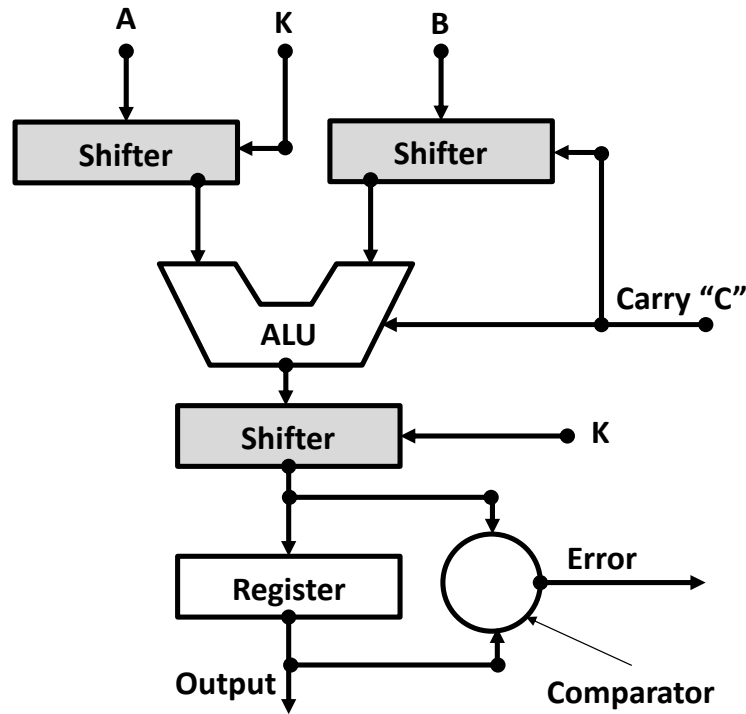 A
K
B
Shifter
Shifter
Carry “C”
ALU
Shifter
K
Error
Register
Output
Comparator